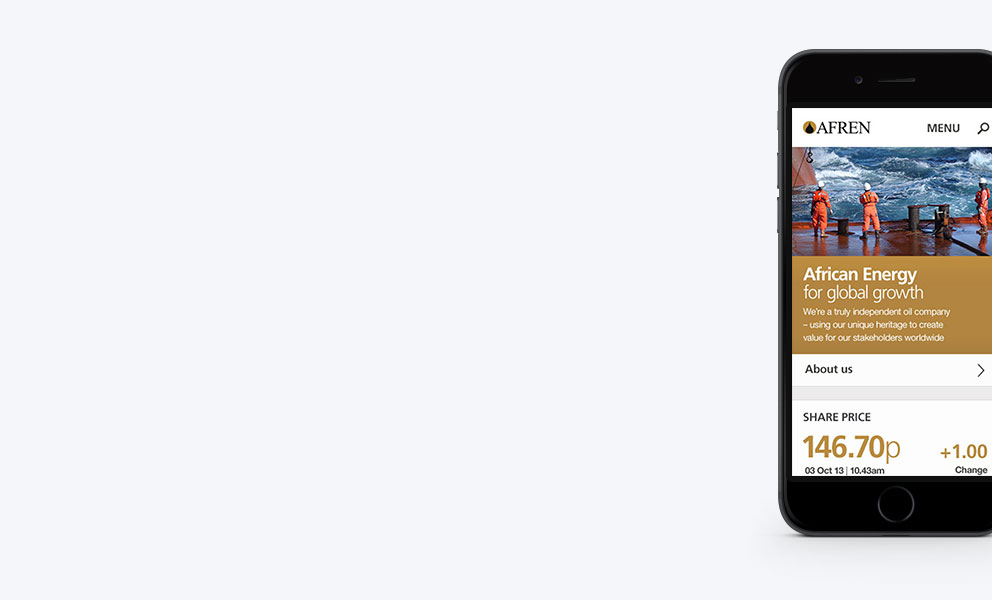 AFREN
MENU
African Energy
for global growth
We're a truly independent oil company
– using our unique heritage to create
value for our stakeholders worldwide
About us
SHARE PRICE
146.70p
+1.00
03 Oct 13 | 10.43am
Change